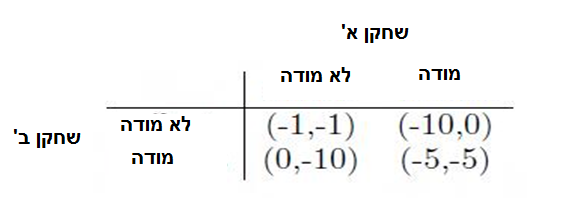 שחקן א'
לא מודה מודה
שחקן ב'
לא מודה (-1,-1) (-10,0)
מודה (0,-10) (-5,-5)